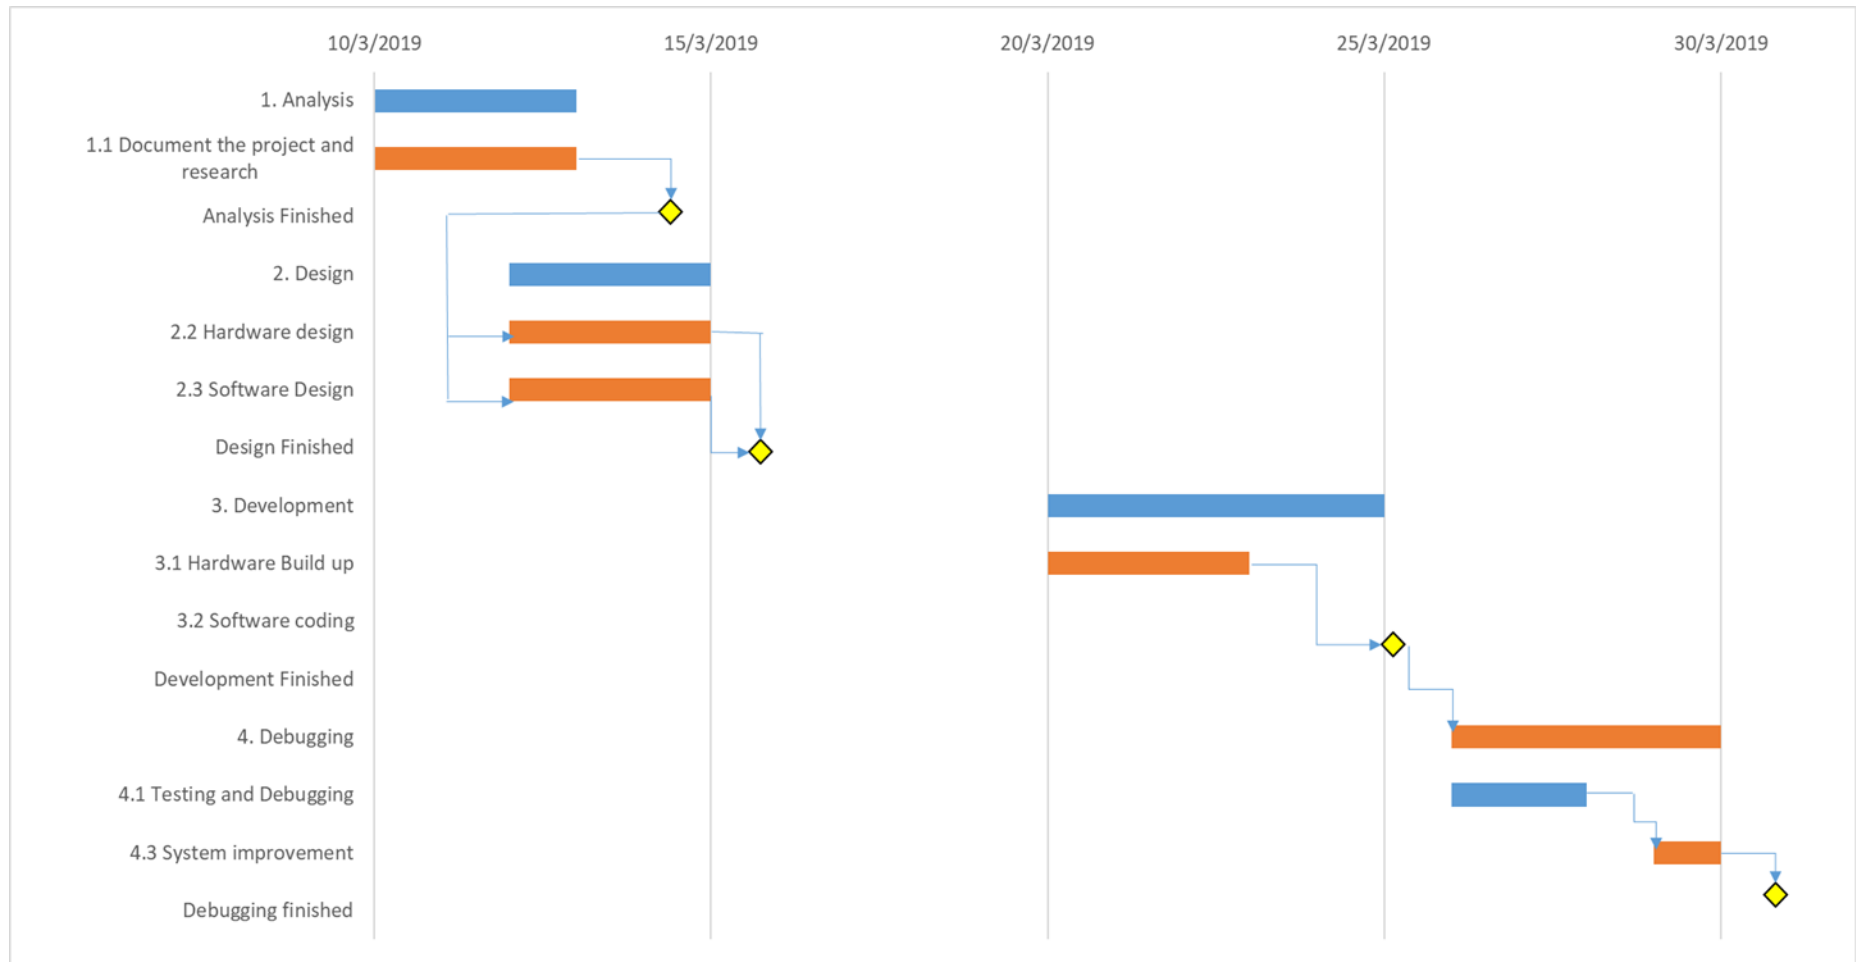 10/3/2019 15/3/2019 20/3/2019 25/3/2019 30/3/2019
1. Analysis
1.1 Document the project and
research
Analysis Finished
2. Design
2.2 Hardware design
2.3 Software Design
Design Finished
3. Development
3.1 Hardware Build up
3.2 Software coding
Development Finished
4. Debugging
4.1 Testing and Debugging
4.3 System improvement
Debugging finished